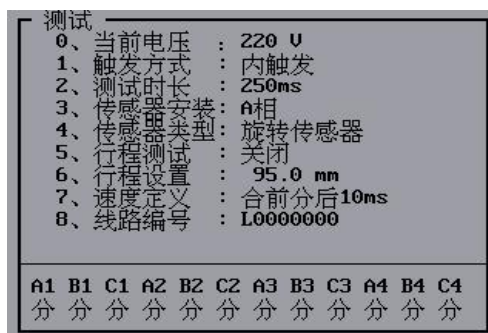 测试
0、当前电压 : 220 V
1、触发方式 : 内触发
2、测试时长 : 250ms
3、传感器安装: A相
4、传感器类型: 旋转传感器
5、行程测试 : 关闭
6、行程设置 : 95.0 mm
7、速度定义 : 合前分后10ms
8、线路编号 : L0000000
A1 B1 C1 A2 B2 C2 A3 B3 C3 A4 B4 C4
分 分 分 分 分 分 分 分 分 分 分 分